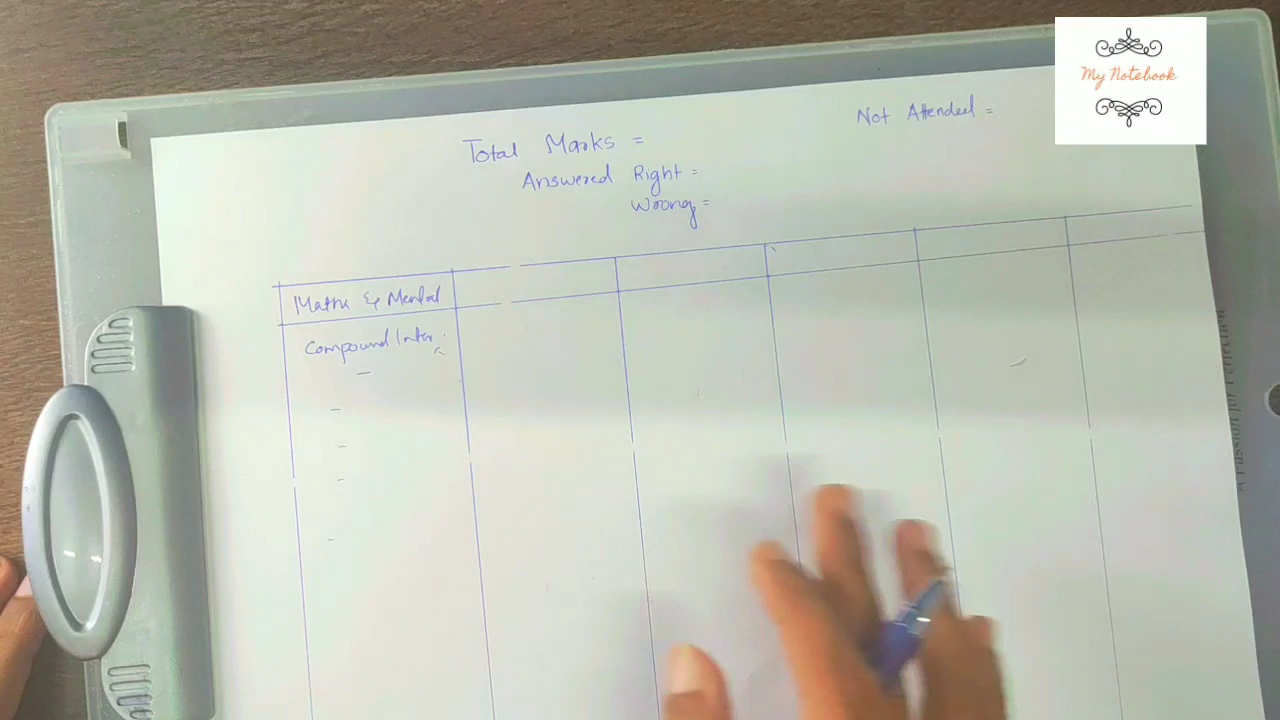 My Notebook
Not Attended =
Total Marks =
Answered Right =
Wrong =
Maths & Mental
Compound Inter.